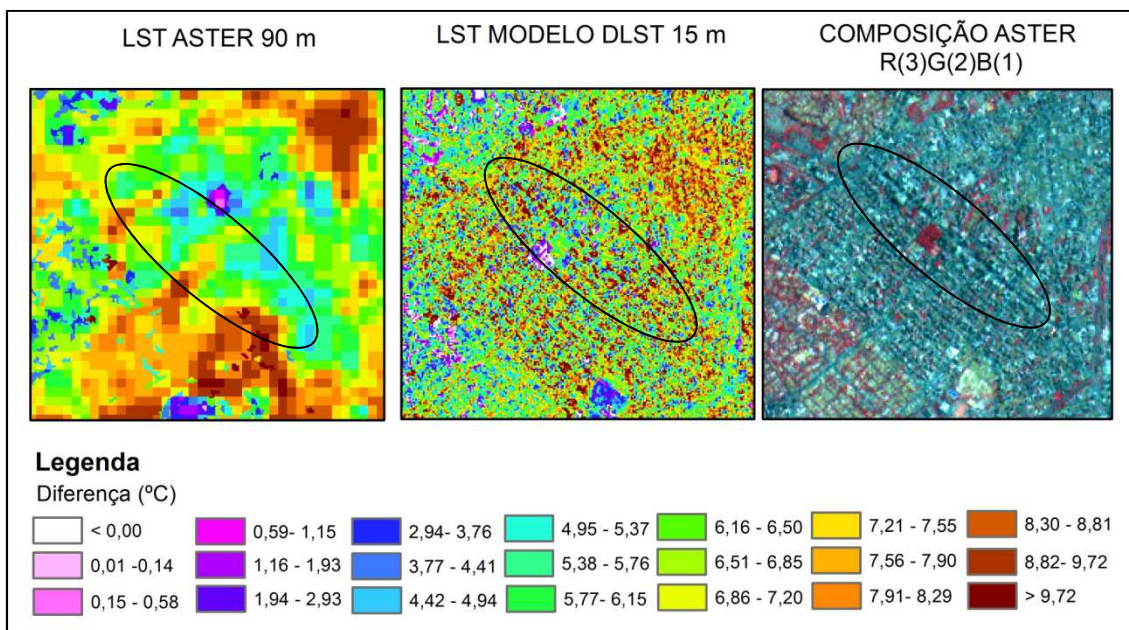 LST ASTER 90 m
LST MODELO DLST 15 m
COMPOSIÇÃO ASTER
R(3)G(2)B(1)
Legenda
Diferença (ºC)
< 0,00
0,59- 1,15
2,94- 3,76
4,95 - 5,37
6,16 - 6,50
7,21 - 7,55
8,30 - 8,81
0,01 -0,14
1,16 - 1,93
3,77 - 4,41
5,38 - 5,76
6,51 - 6,85
7,56 - 7,90
8,82- 9,72
0,15 - 0,58
1,94 - 2,93
4,42 - 4,94
5,77- 6,15
6,86 - 7,20
7,91- 8,29
> 9,72